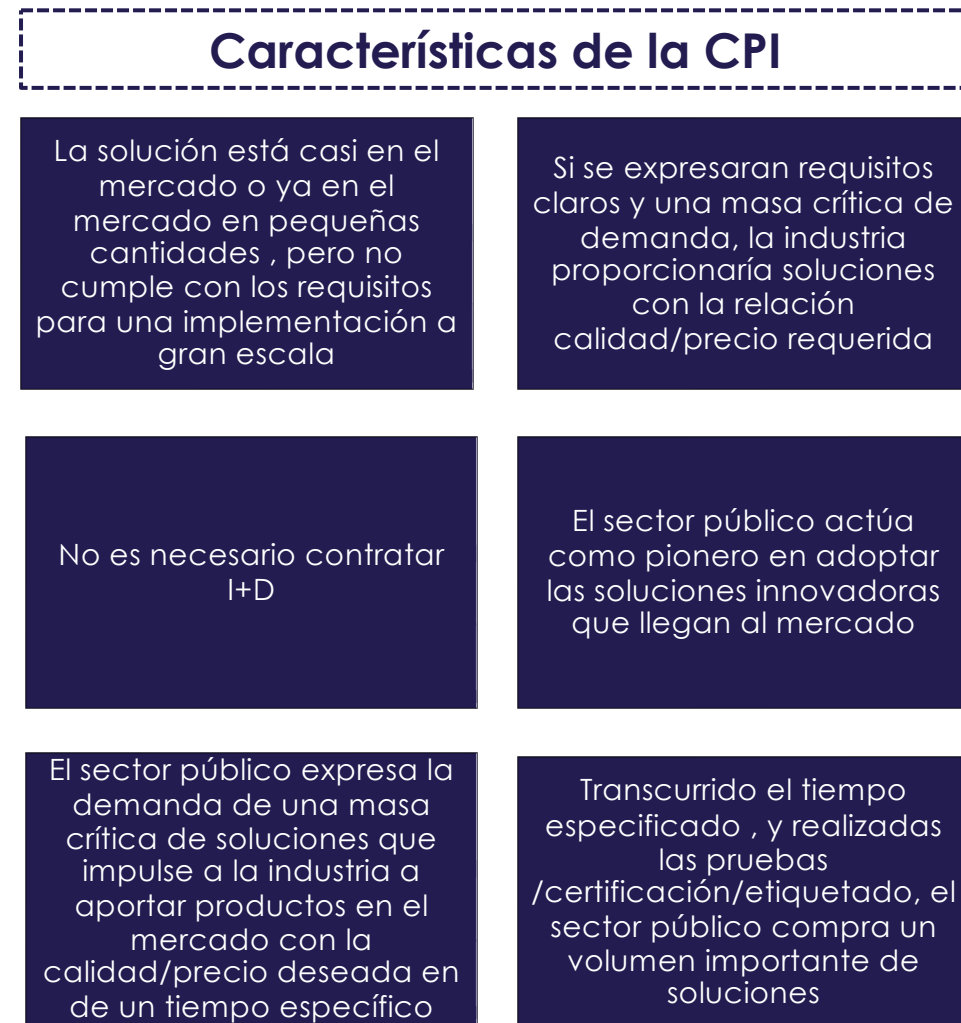 Características de la CPI
La solución está casi en el
mercado o ya en el
mercado en pequeñas
cantidades , pero no
cumple con los requisitos
para una implementación a
gran escala
Si se expresaran requisitos
claros y una masa crítica de
demanda, la industria
proporcionaría soluciones
con la relación
calidad/precio requerida
No es necesario contratar
I+D
El sector público actúa
como pionero en adoptar
las soluciones innovadoras
que llegan al mercado
El sector público expresa la
demanda de una masa
crítica de soluciones que
impulse a la industria a
aportar productos en el
mercado con la
calidad/precio deseada en
de un tiempo específico
Transcurrido el tiempo
especificado , y realizadas
las pruebas
/certificación/etiquetado, el
sector público compra un
volumen importante de
soluciones